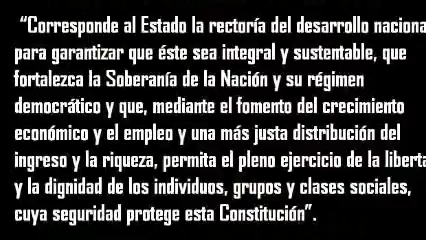 “Corresponde al Estado la rectoría del desarrollo naciona
para garantizar que éste sea integral y sustentable, que
fortalezca la Soberanía de la Nación y su régimen
democrático y que, mediante el fomento del crecimiento
económico y el empleo y una más justa distribución del
ingreso y la riqueza, permita el pleno ejercicio de la liberta
y la dignidad de los individuos, grupos y clases sociales,
cuya seguridad protege esta Constitución”.